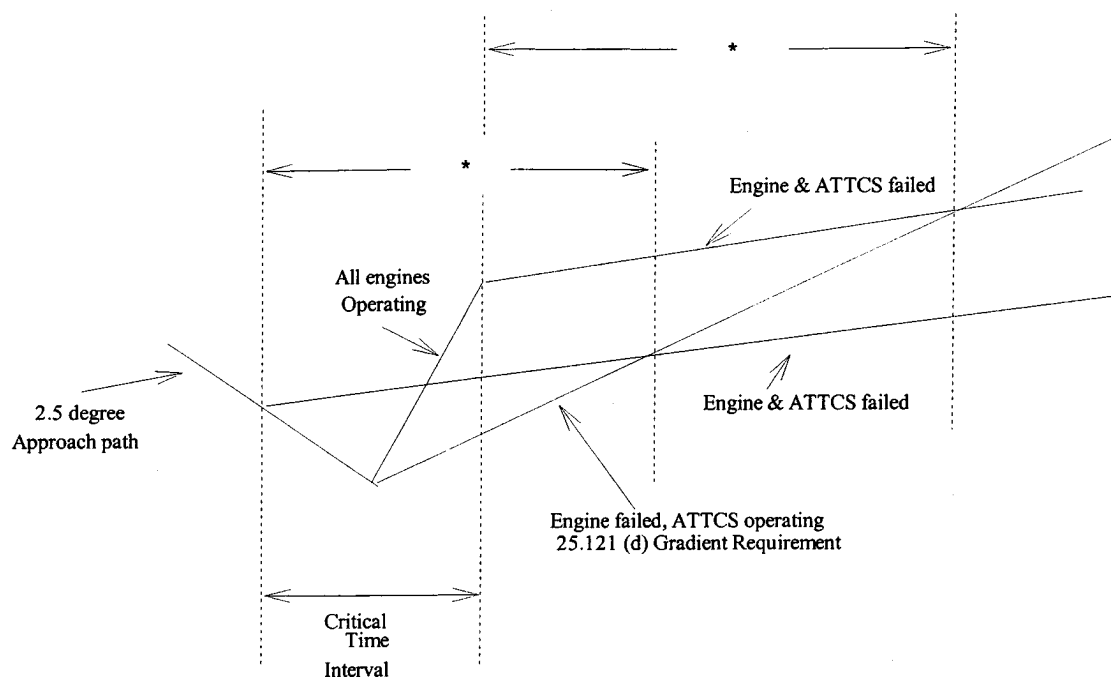 *
*
Engine & ATTCS failed
All engines
Operating
2.5 degree
Approach path
Engine & ATTCS failed
Engine failed, ATTCS operating
25.121 (d) Gradient Requirement
Critical
Time
Interval